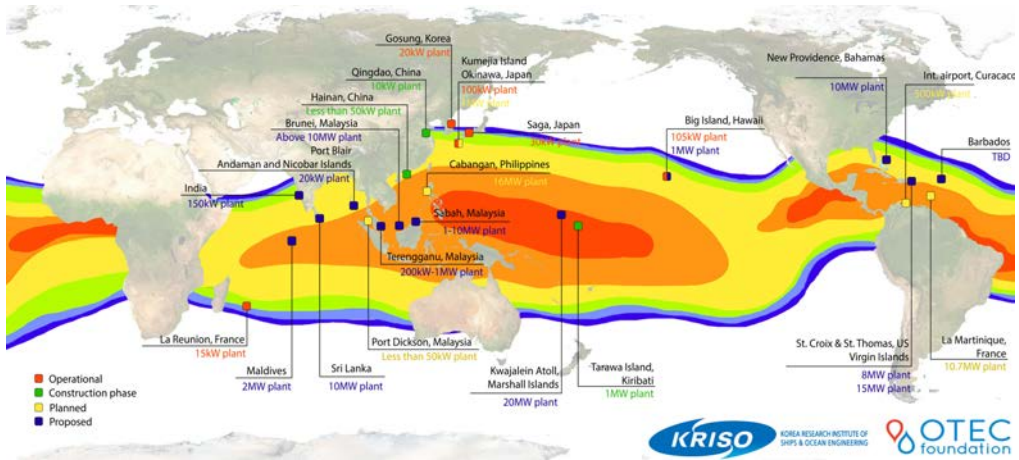 Gosung, Korea
20kW plant
Qingdao, China
10kW plant
Kumejia Island
Okinawa, Japan
100kW plant
Hainan, China
Less than 50kW plant
Brunei, Malaysia
Above 10MW plant
Port Blair
Andaman and Nicobar Islands
20kW plant
India
150kW plant
Saga, Japan
30kW plant
Cabangan, Philippines
16MW plant
Big Island, Hawaii
105kW plant
1MW plant
New Providence, Bahamas
10MW plant
Int. airport, Curacaco
500kW plant
Barbados
TBD
Sabah, Malaysia
1-10MW plant
Terengganu, Malaysia
200kW-1MW plant
La Reunion, France
15kW plant
Maldives
2MW plant
Sri Lanka
10MW plant
Port Dickson, Malaysia
Less than 50kW plant
Kwajalein Atoll,
Marshall Islands
20MW plant
Tarawa Island,
Kiribati
1MW plant
St. Croix & St. Thomas, US
Virgin Islands
8MW plant
15MW plant
La Martinique,
France
10.7MW plant
Operational
Construction phase
Planned
Proposed
KRISO
KOREA RESEARCH INSTITUTE OF
SHIPS & OCEAN ENGINEERING
OTEC
foundation